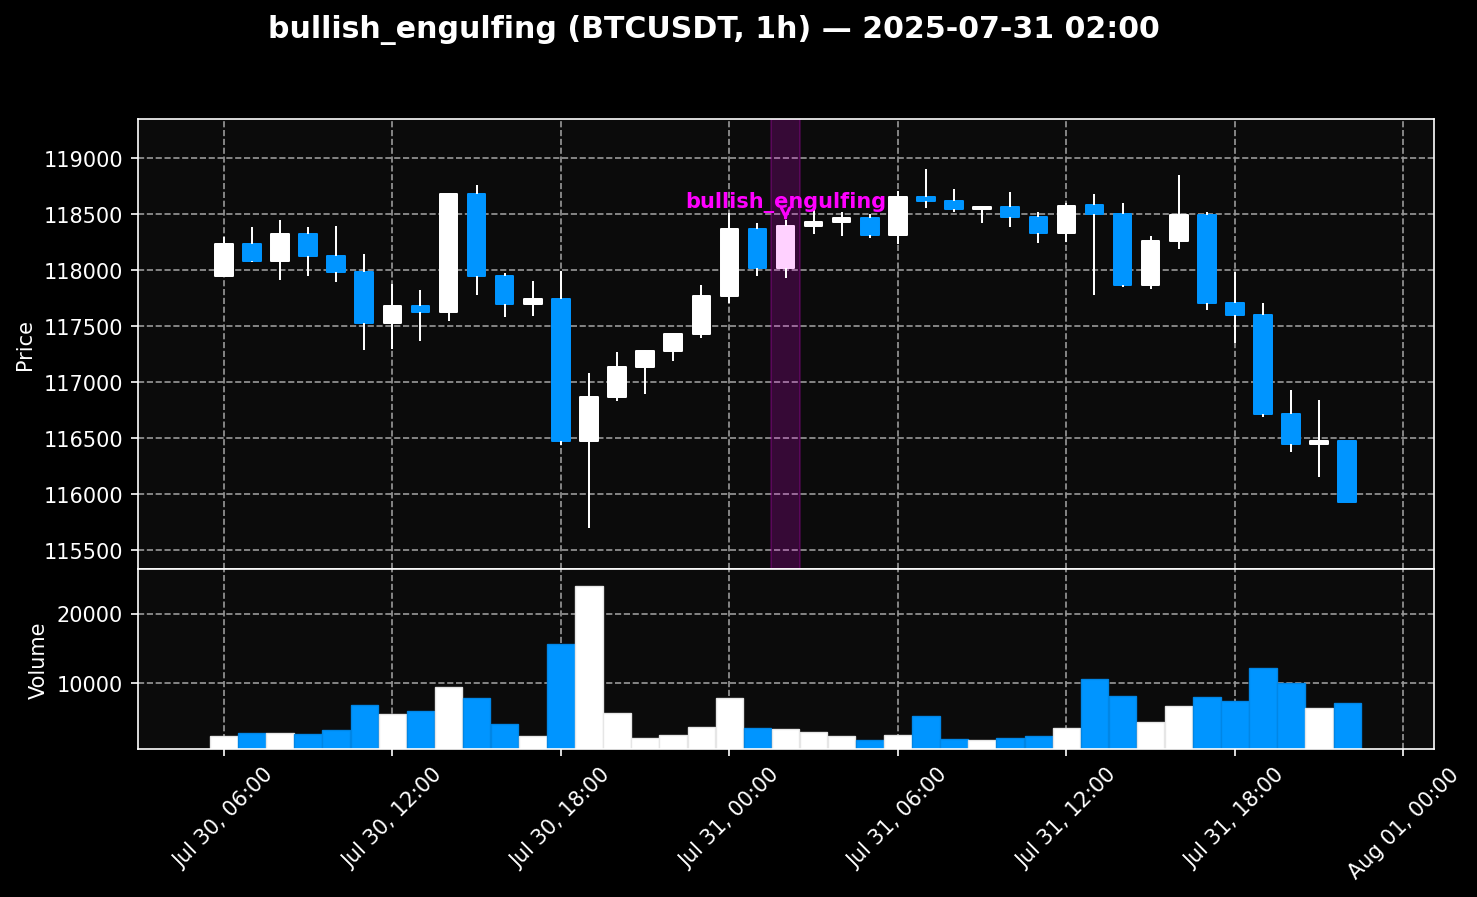 bullish_engulfing (BTCUSDT, 1h) — 2025-07-31 02:00
119000
118500
118000
117500
117000
116500
116000
115500
Price
bullish_engulfing
20000
10000
Volume
Jul 30, 06:00
Jul 30, 12:00
Jul 30, 18:00
Jul 31, 00:00
Jul 31, 06:00
Jul 31, 12:00
Jul 31, 18:00
Aug 01, 00:00